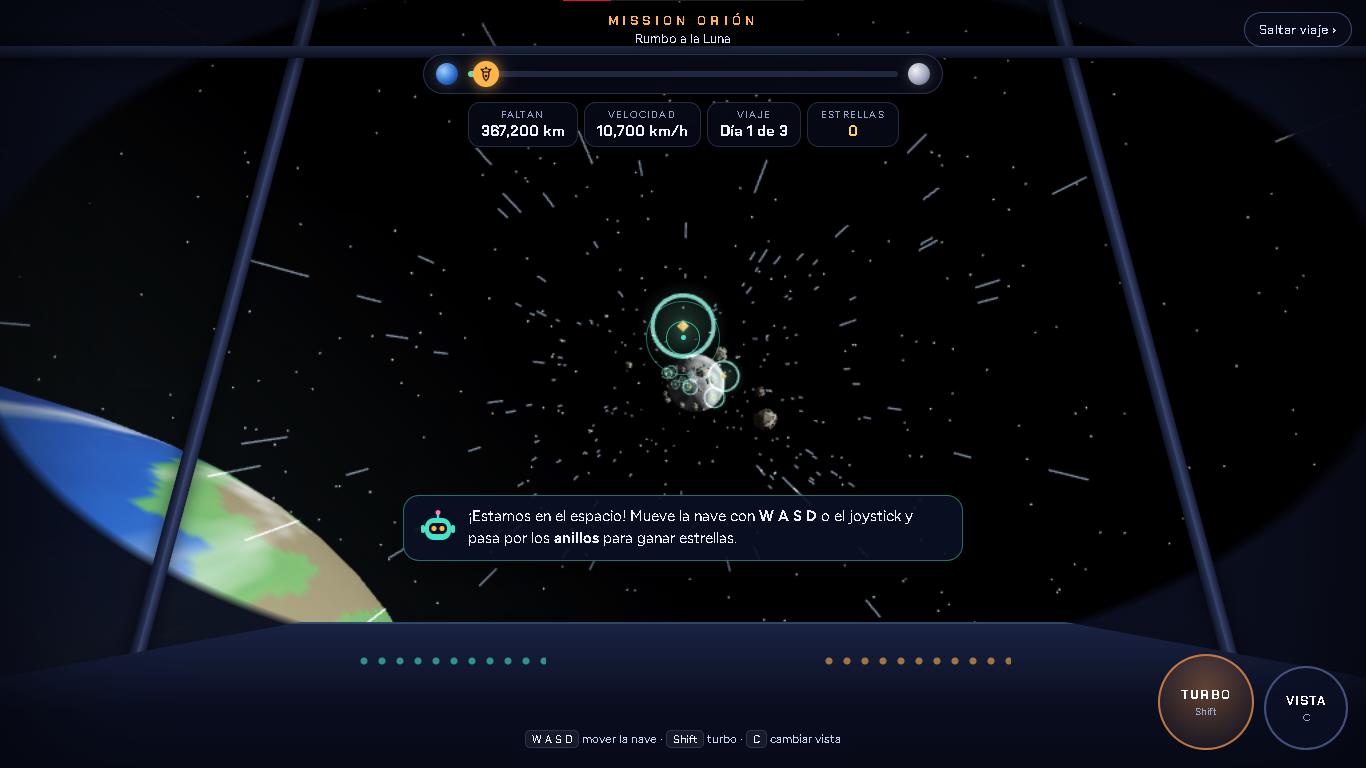 MISSION ORIÓN
Rumbo a la Luna
Saltar viaje ›
FALTAN
367,200 km
VELOCIDAD
10,700 km/h
VIAJE
Día 1 de 3
ESTRELLAS
0
¡Estamos en el espacio! Mueve la nave con W A S D o el joystick y
pasa por los anillos para ganar estrellas.
TURBO
Shift
VISTA
C
W A S D mover la nave · Shift turbo · C cambiar vista